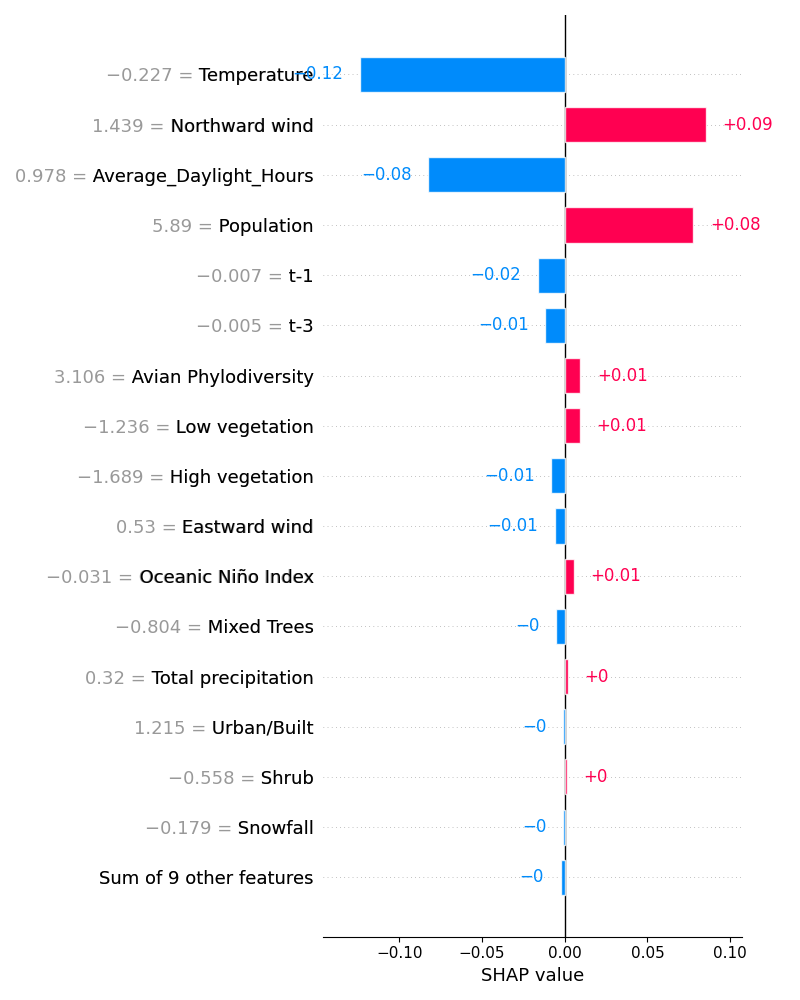 −0.227 = Temperature −0.12
1.439 = Northward wind +0.09
0.978 = Average_Daylight_Hours −0.08
5.89 = Population +0.08
−0.007 = t-1 −0.02
−0.005 = t-3 −0.01
3.106 = Avian Phylodiversity +0.01
−1.236 = Low vegetation +0.01
−1.689 = High vegetation −0.01
0.53 = Eastward wind −0.01
−0.031 = Oceanic Niño Index +0.01
−0.804 = Mixed Trees −0
0.32 = Total precipitation +0
1.215 = Urban/Built −0
−0.558 = Shrub +0
−0.179 = Snowfall −0
Sum of 9 other features −0
−0.10 −0.05 0.00 0.05 0.10
SHAP value